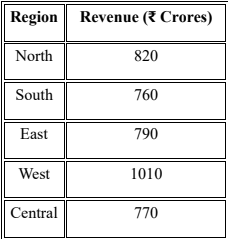 Region Revenue (₹ Crores)
North 820
South 760
East 790
West 1010
Central 770